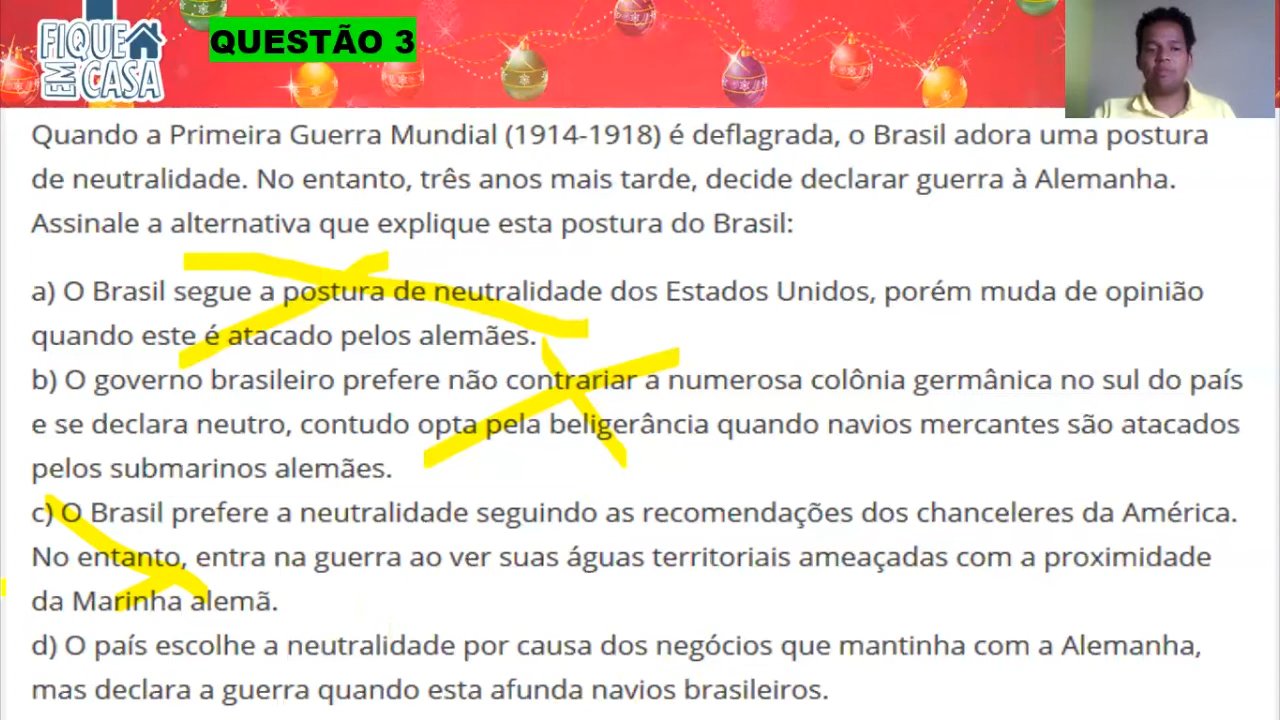 FIQUE
EM
CASA
QUESTÃO 3
Quando a Primeira Guerra Mundial (1914-1918) é deflagrada, o Brasil adora uma postura
de neutralidade. No entanto, três anos mais tarde, decide declarar guerra à Alemanha.
Assinale a alternativa que explique esta postura do Brasil:
a) O Brasil segue a postura de neutralidade dos Estados Unidos, porém muda de opinião
quando este é atacado pelos alemães.
b) O governo brasileiro prefere não contrariar a numerosa colônia germânica no sul do país
e se declara neutro, contudo opta pela beligerância quando navios mercantes são atacados
pelos submarinos alemães.
c) O Brasil prefere a neutralidade seguindo as recomendações dos chanceleres da América.
No entanto, entra na guerra ao ver suas águas territoriais ameaçadas com a proximidade
da Marinha alemã.
d) O país escolhe a neutralidade por causa dos negócios que mantinha com a Alemanha,
mas declara a guerra quando esta afunda navios brasileiros.